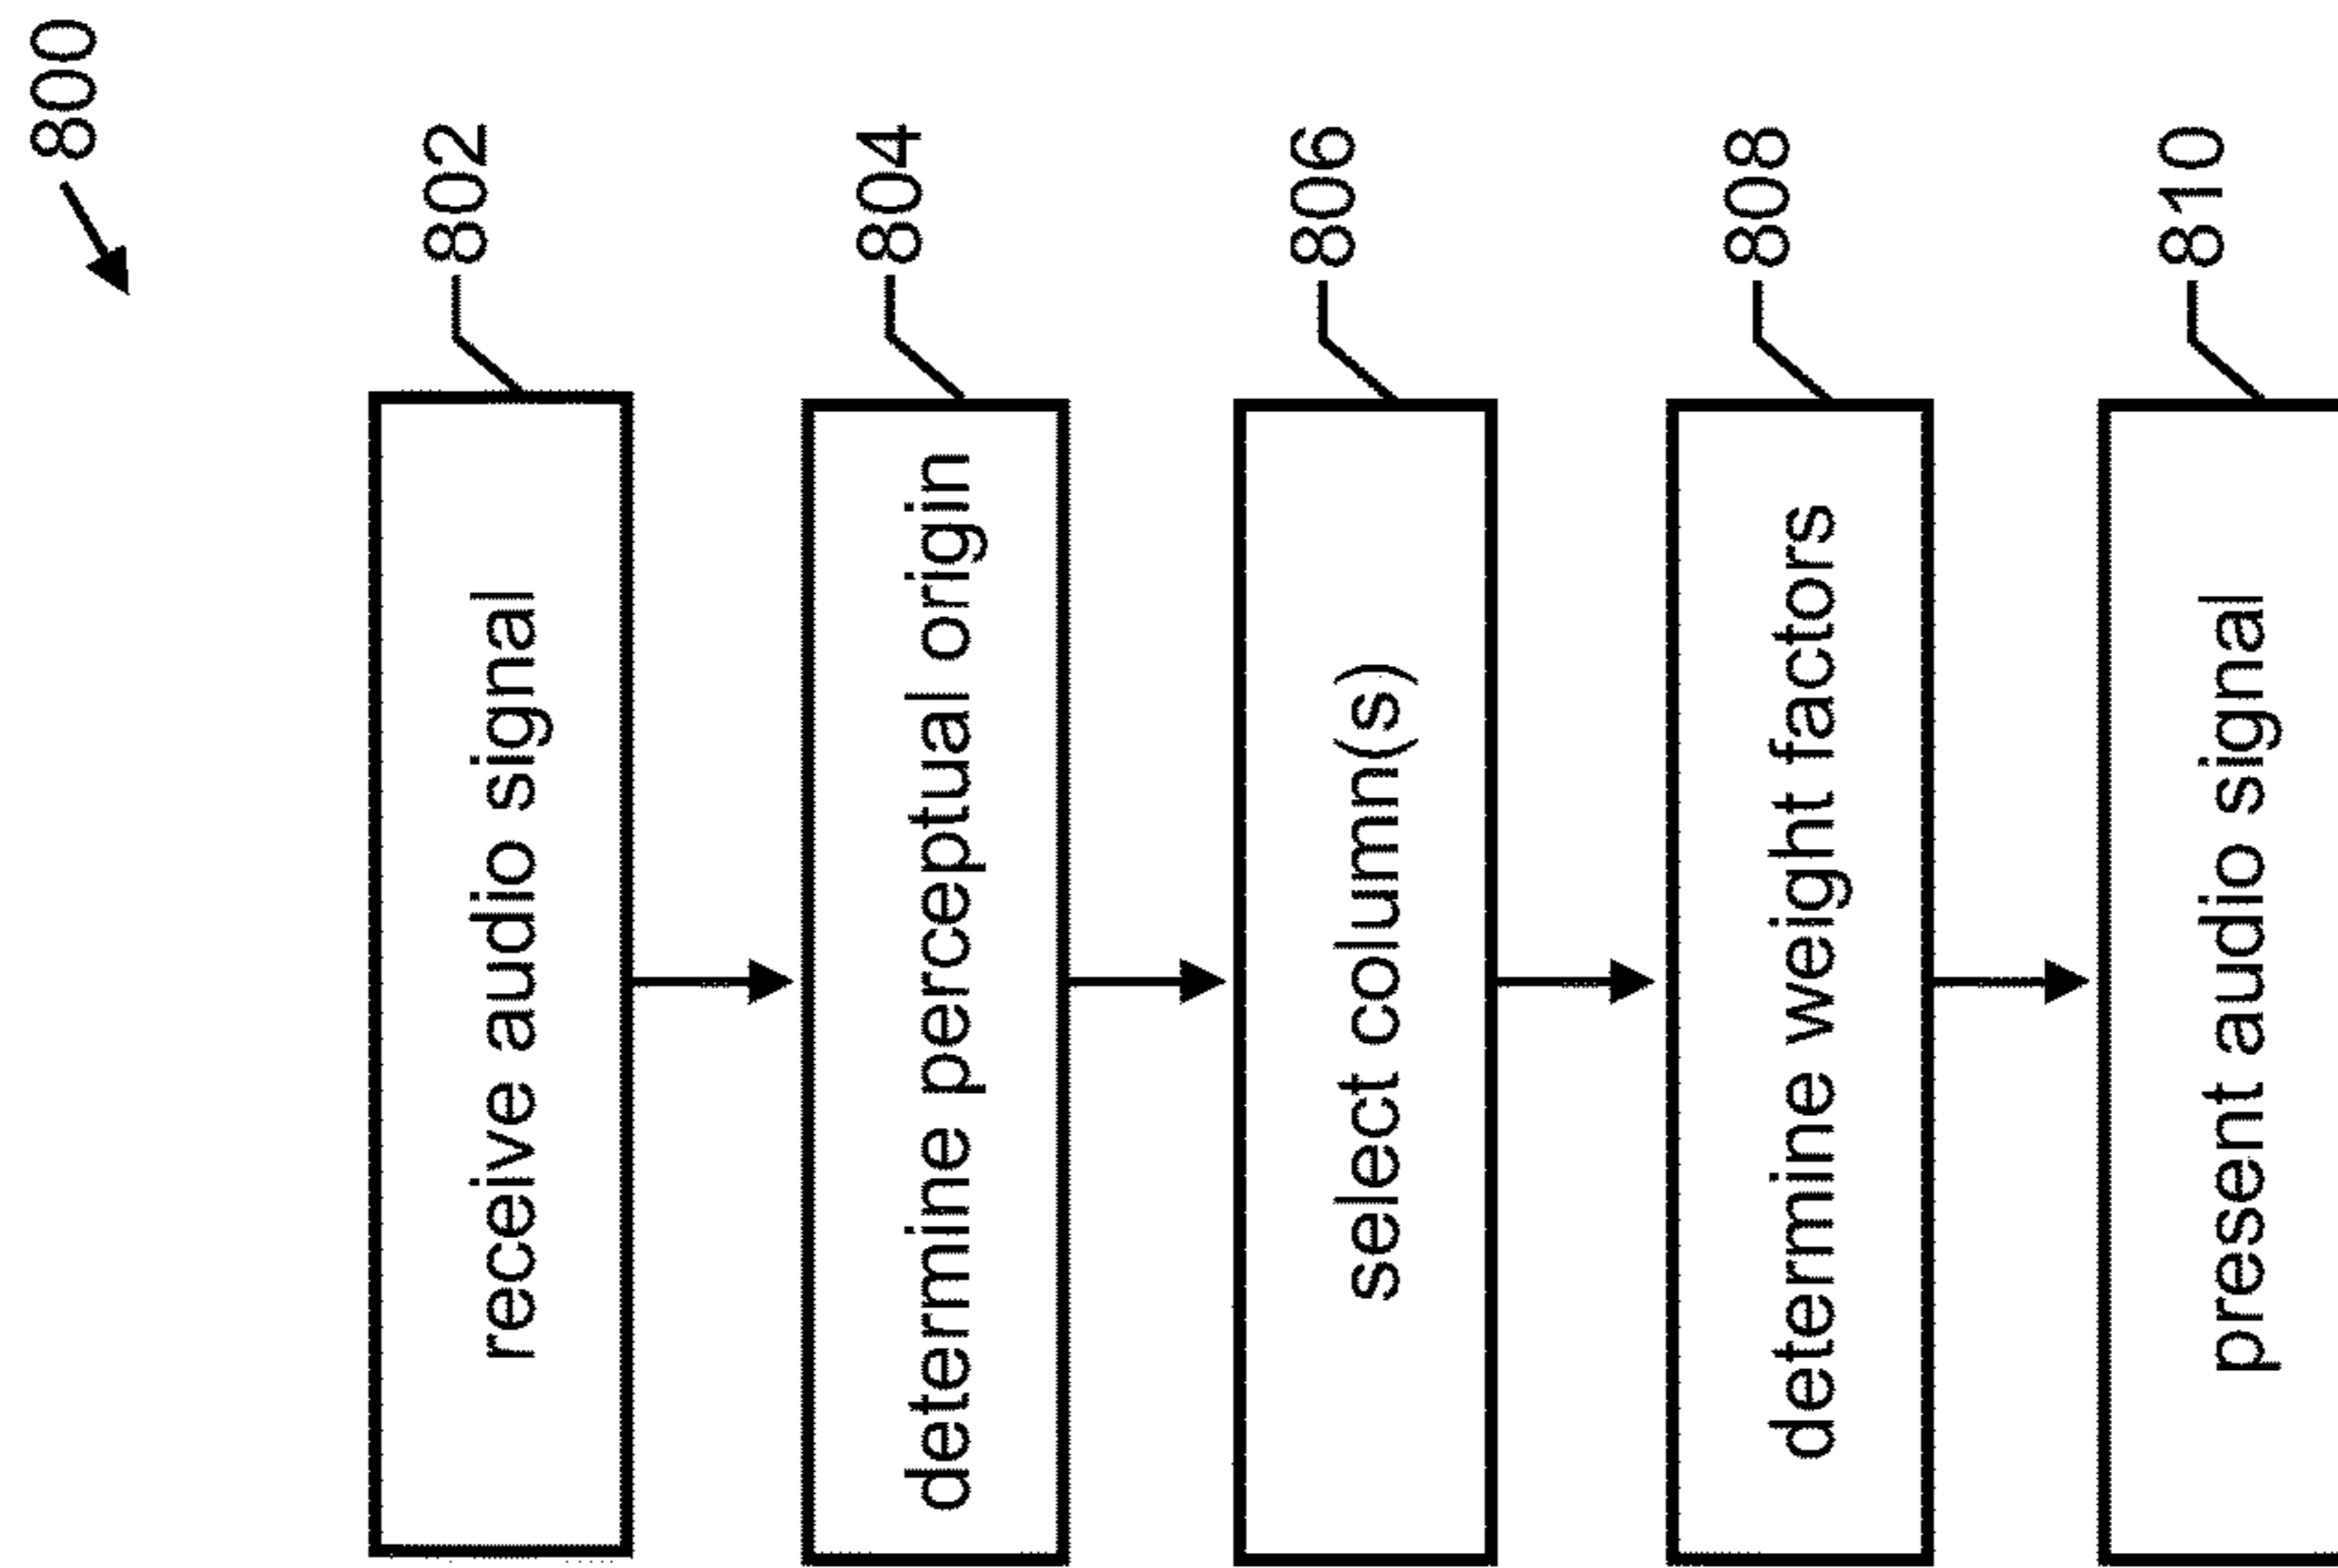 800
802
receive audio signal
804
determine perceptual origin
806
select column(s)
808
determine weight factors
810
present audio signal